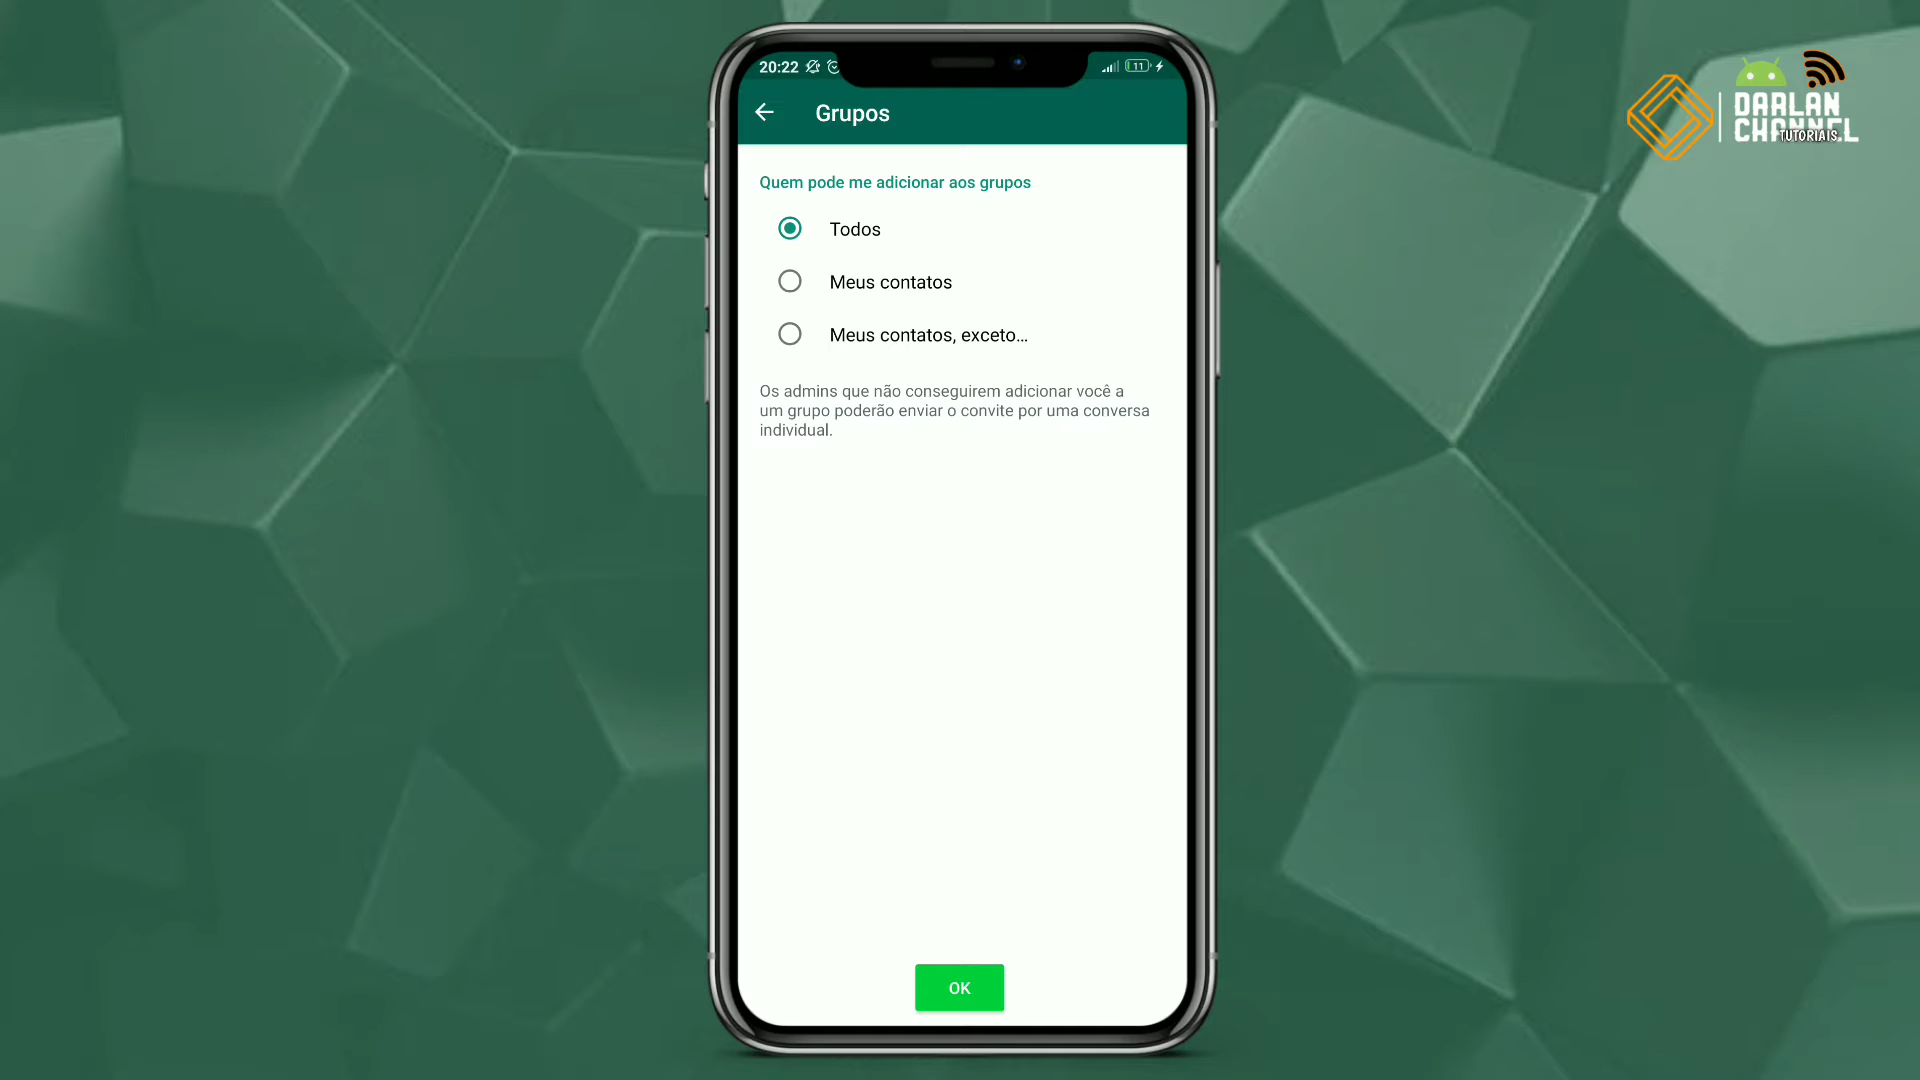 20:22
11
Grupos
Quem pode me adicionar aos grupos
Todos
Meus contatos
Meus contatos, exceto...
Os admins que não conseguirem adicionar você a
um grupo poderão enviar o convite por uma conversa
individual.
OK
DARLAN
CHANNEL
TUTORIAIS